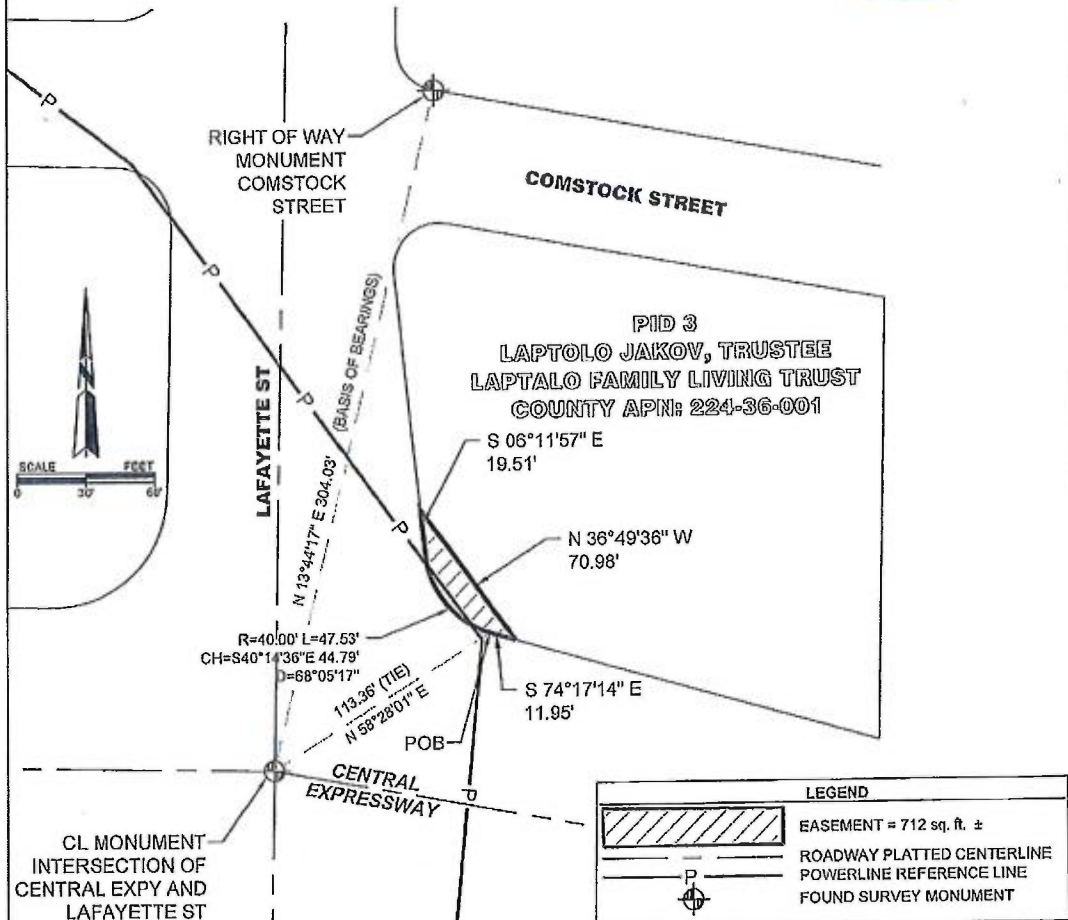 RIGHT OF WAY
MONUMENT
COMSTOCK
STREET
COMSTOCK STREET
P
P
P
P
P
P
LAFAYETTE ST
(BASIS OF BEARINGS)
N 13°44'17" E 304.03'
N
SCALE FEET
0 30' 60'
PID 3
LAPTOLO JAKOV, TRUSTEE
LAPTALO FAMILY LIVING TRUST
COUNTY APN: 224-36-001
S 06°11'57" E
19.51'
N 36°49'36" W
70.98'
R=40.00' L=47.53'
CH=S40°14'36"E 44.79'
D=68°05'17"
113.36' (TIE)
N 58°28'01" E
S 74°17'14" E
11.95'
POB
CENTRAL
EXPRESSWAY
CL MONUMENT
INTERSECTION OF
CENTRAL EXPY AND
LAFAYETTE ST
LEGEND
EASEMENT = 712 sq. ft. ±
ROADWAY PLATTED CENTERLINE
P POWERLINE REFERENCE LINE
FOUND SURVEY MONUMENT